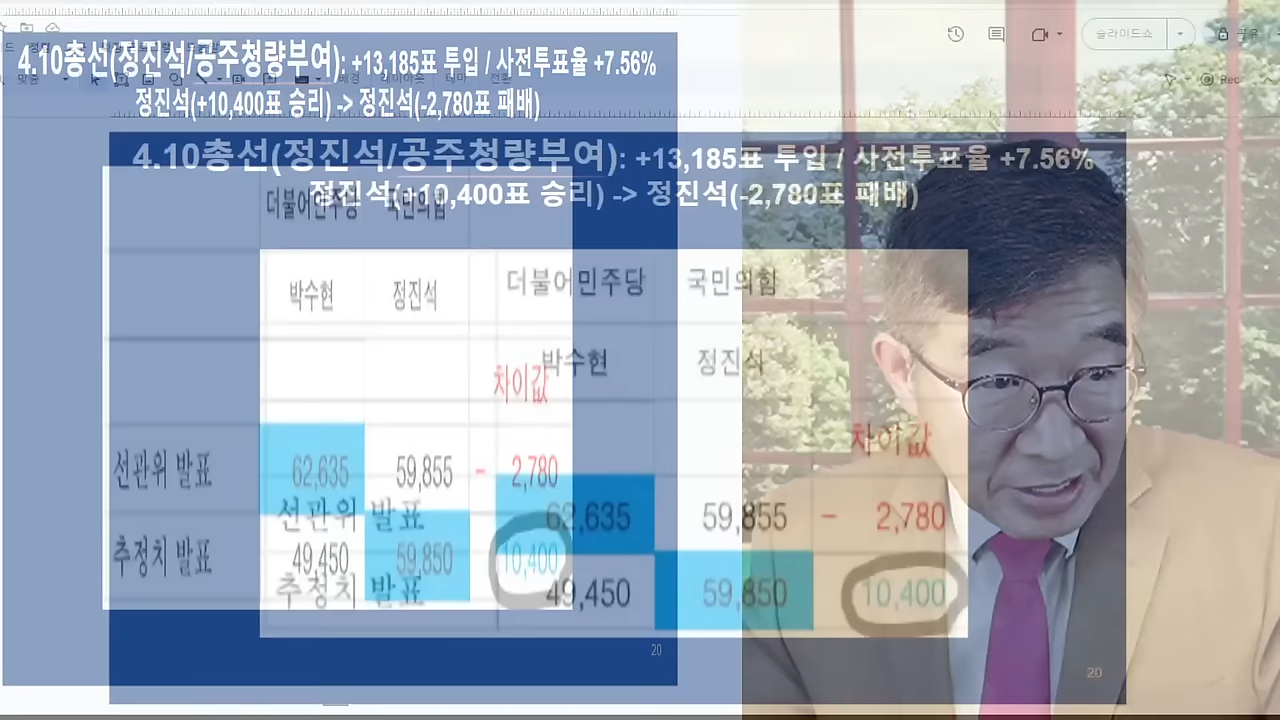 슬라이드쇼
공유
Rec
4.10총선(정진석/공주청량부여): +13,185표 투입 / 사전투표율 +7.56%
정진석(+10,400표 승리) -> 정진석(-2,780표 패배)
더불어민주당 국민의힘
박수현 정진석
차이값
선관위 발표 62,635 59,855 - 2,780
추정치 발표 49,450 59,850 10,400
20
4.10총선(정진석/공주청량부여): +13,185표 투입 / 사전투표율 +7.56%
정진석(+10,400표 승리) -> 정진석(-2,780표 패배)
더불어민주당 국민의힘
박수현 정진석
차이값
선관위 발표 62,635 59,855 - 2,780
추정치 발표 49,450 59,850 10,400
20